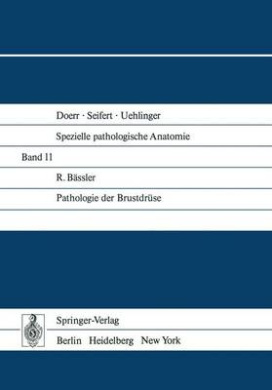 Doerr · Seifert · Uehlinger
Spezielle pathologische Anatomie
Band 11
R. Bässler
Pathologie der Brustdrüse
Springer-Verlag
Berlin Heidelberg New York